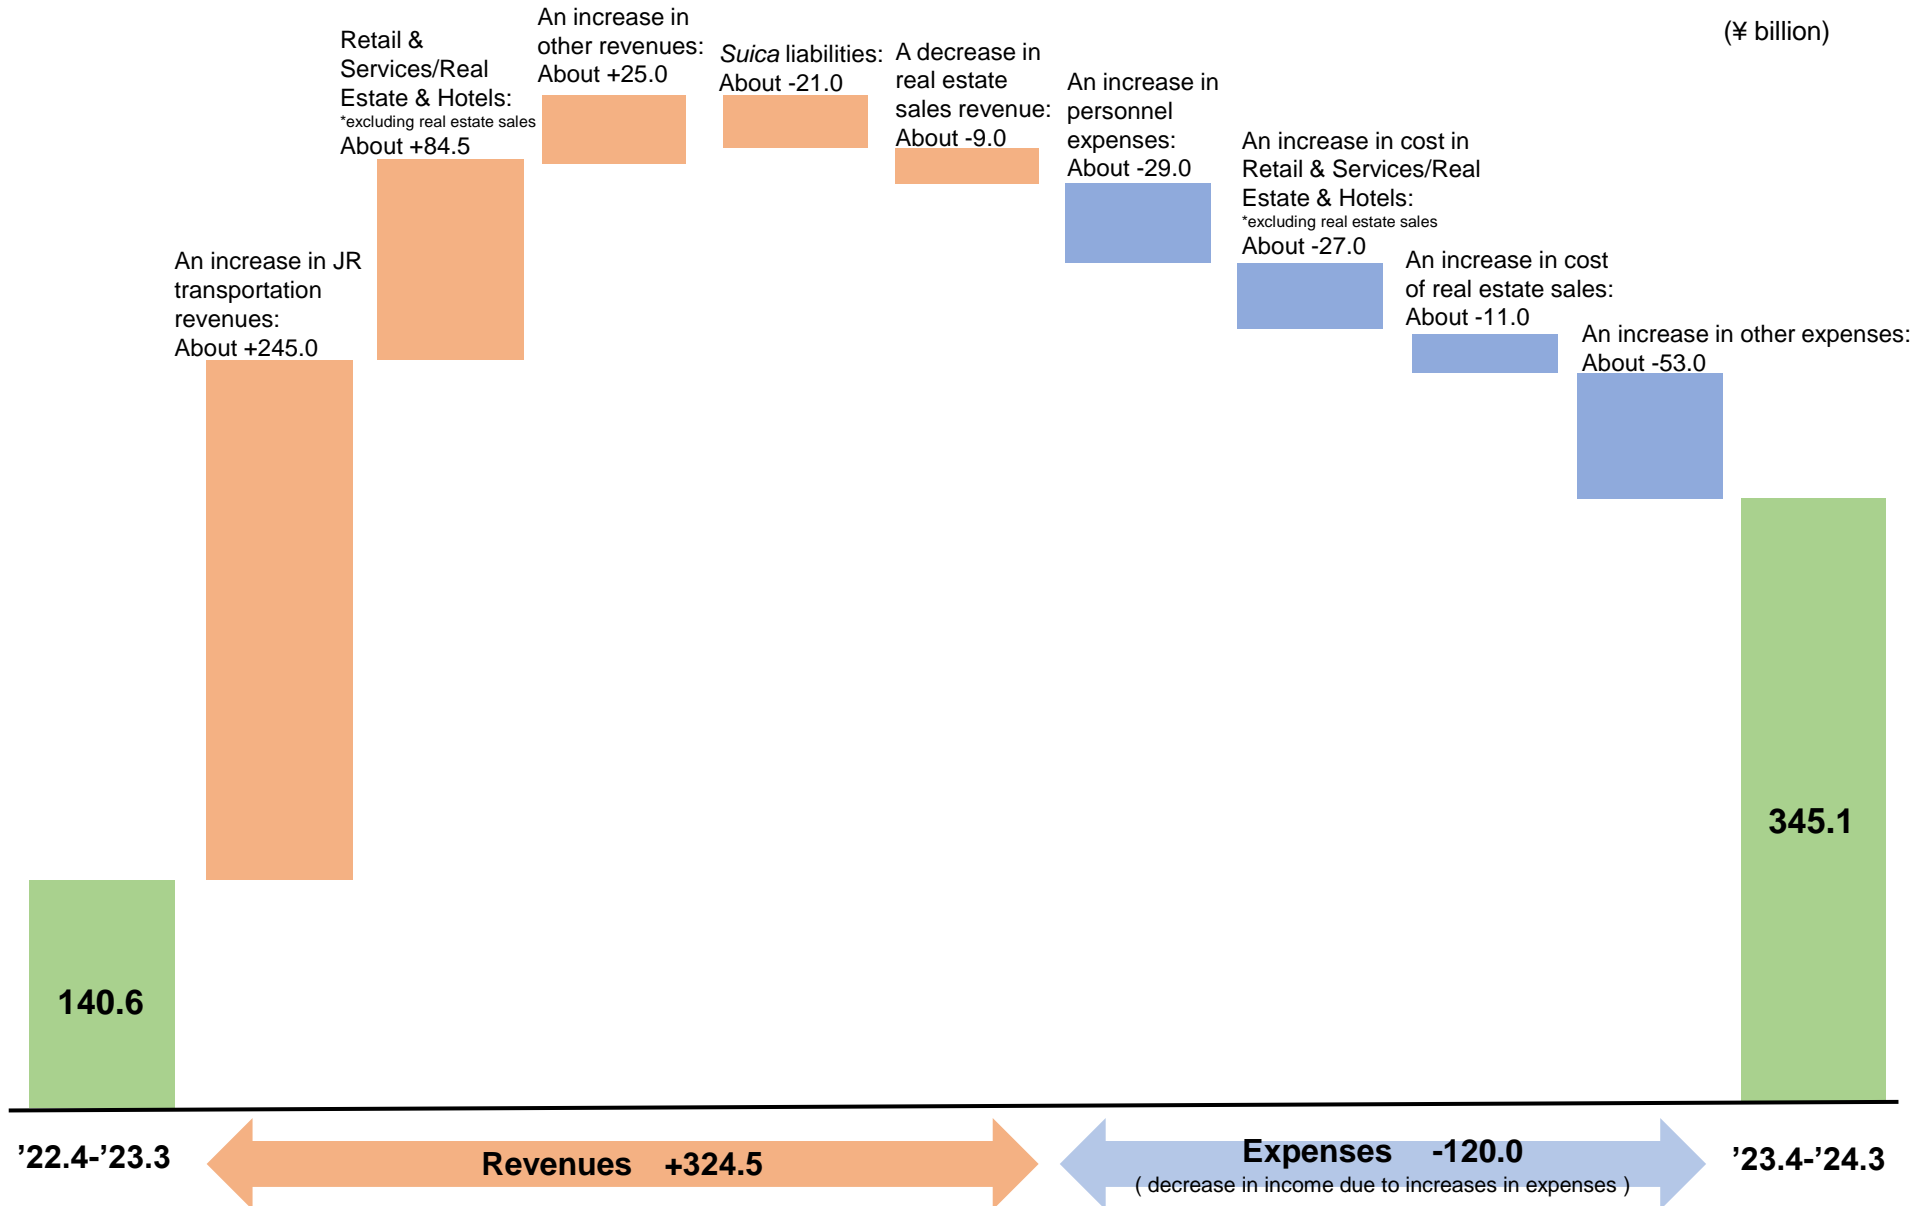 (¥ billion)
Retail &
Services/Real
Estate & Hotels:
*excluding real estate sales
About +84.5
An increase in
other revenues:
About +25.0
Suica liabilities:
About -21.0
A decrease in
real estate
sales revenue:
About -9.0
An increase in
personnel
expenses:
About -29.0
An increase in cost in
Retail & Services/Real
Estate & Hotels:
*excluding real estate sales
About -27.0
An increase in JR
transportation
revenues:
About +245.0
An increase in cost
of real estate sales:
About -11.0
An increase in other expenses:
About -53.0
140.6
345.1
’22.4-’23.3
Revenues +324.5
Expenses -120.0
( decrease in income due to increases in expenses )
’23.4-’24.3